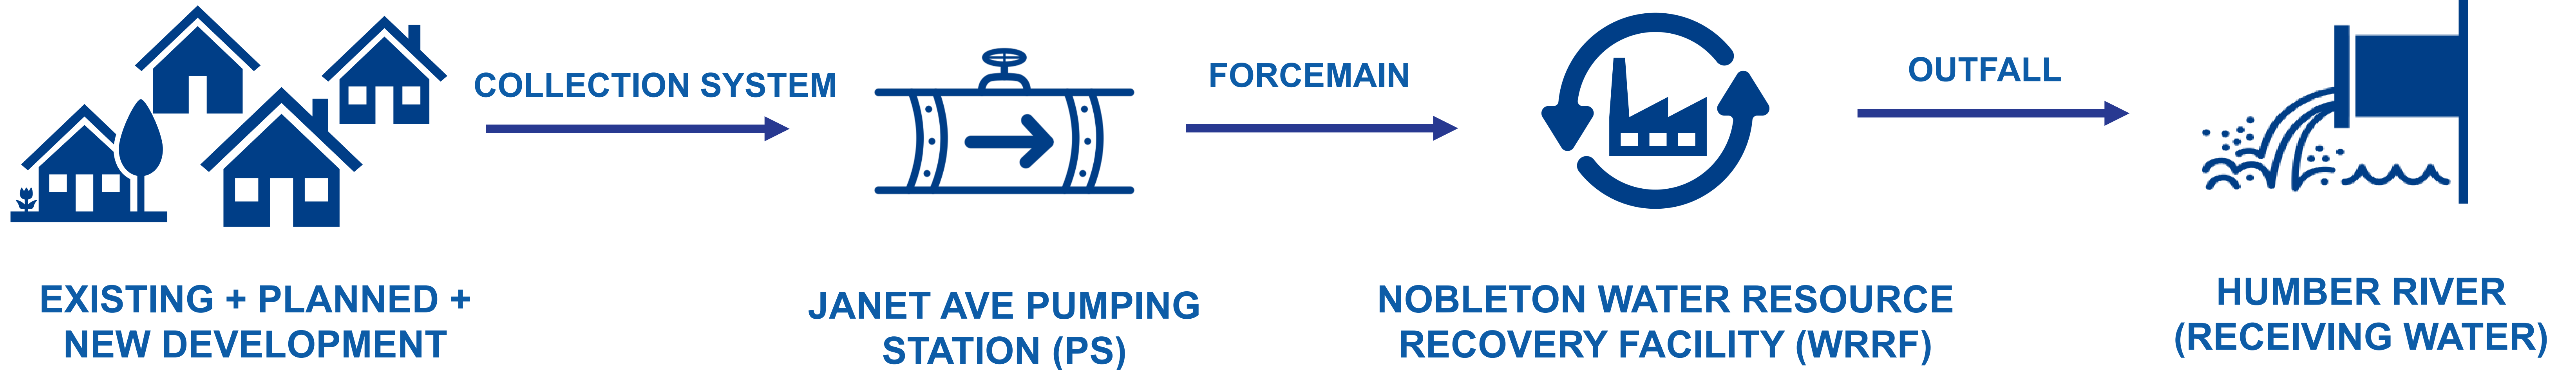 COLLECTION SYSTEM
FORCEMAIN
OUTFALL
EXISTING + PLANNED +
NEW DEVELOPMENT
JANET AVE PUMPING
STATION (PS)
NOBLETON WATER RESOURCE
RECOVERY FACILITY (WRRF)
HUMBER RIVER
(RECEIVING WATER)